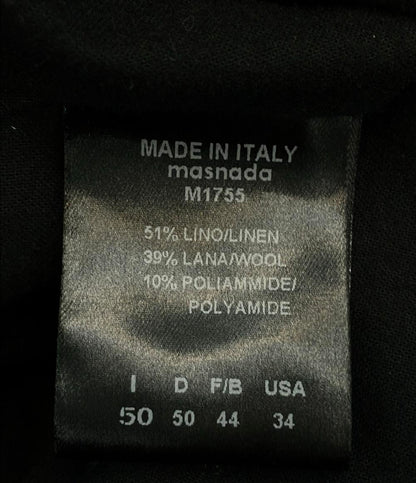 MADE IN ITALY
masnada
M1755
51% LINO/LINEN
39% LANA/WOOL
10% POLIAMMIDE/
POLYAMIDE
I D F/B USA
50 50 44 34